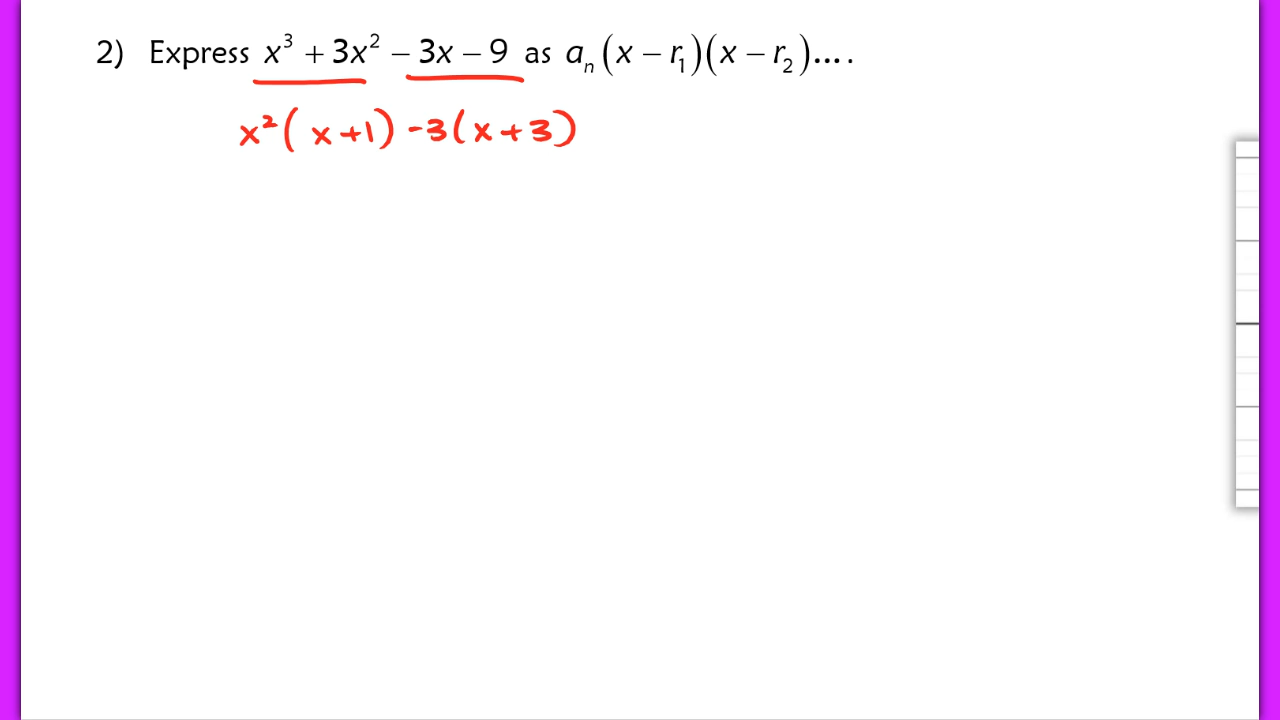 2) Express x³ + 3x² − 3x − 9 as aₙ(x − r₁)(x − r₂)... .
x²( x+1) -3(x+3)